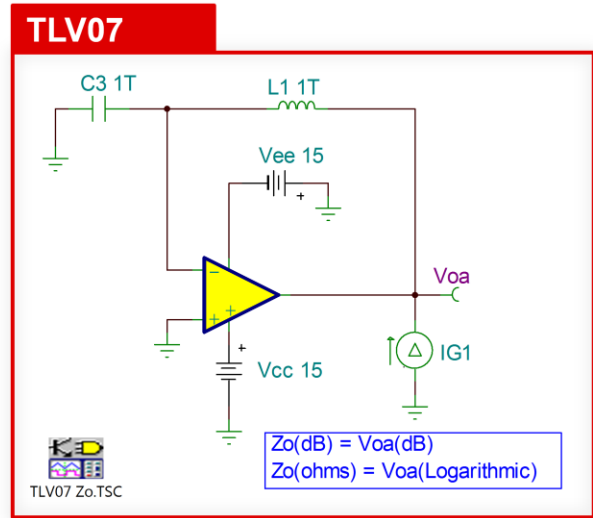 TLV07
C3 1T
L1 1T
Vee 15
+
−
+
+
Voa
+
Vcc 15
IG1
Zo(dB) = Voa(dB)
Zo(ohms) = Voa(Logarithmic)
TLV07 Zo.TSC